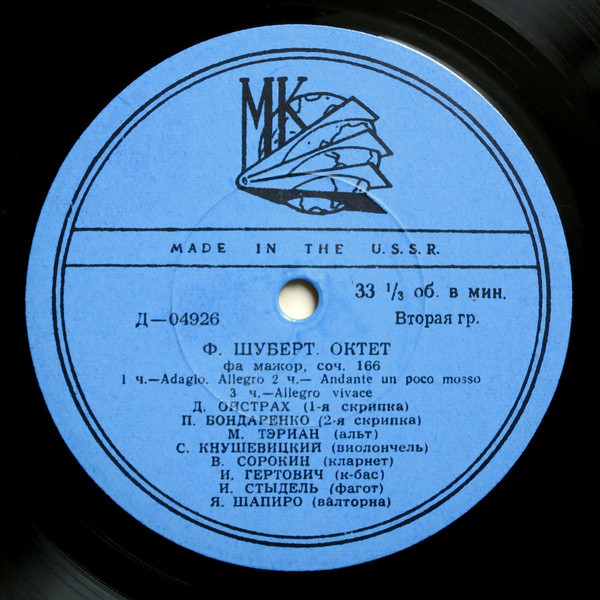 МК
MADE IN THE U.S.S.R.
33 1/3 об. в мин.
Д—04926
Вторая гр.
Ф. ШУБЕРТ. ОКТЕТ
фа мажор, соч. 166
1 ч.—Adagio. Allegro 2 ч.— Andante un poco mosso
3 ч.—Allegro vivace
Д. ОЙСТРАХ (1-я скрипка)
П. БОНДАРЕНКО (2-я скрипка)
М. ТЭРИАН (альт)
С. КНУШЕВИЦКИЙ (виолончель)
В. СОРОКИН (кларнет)
И. ГЕРТОВИЧ (к-бас)
И. СТЫДЕЛЬ (фагот)
Я. ШАПИРО (валторна)